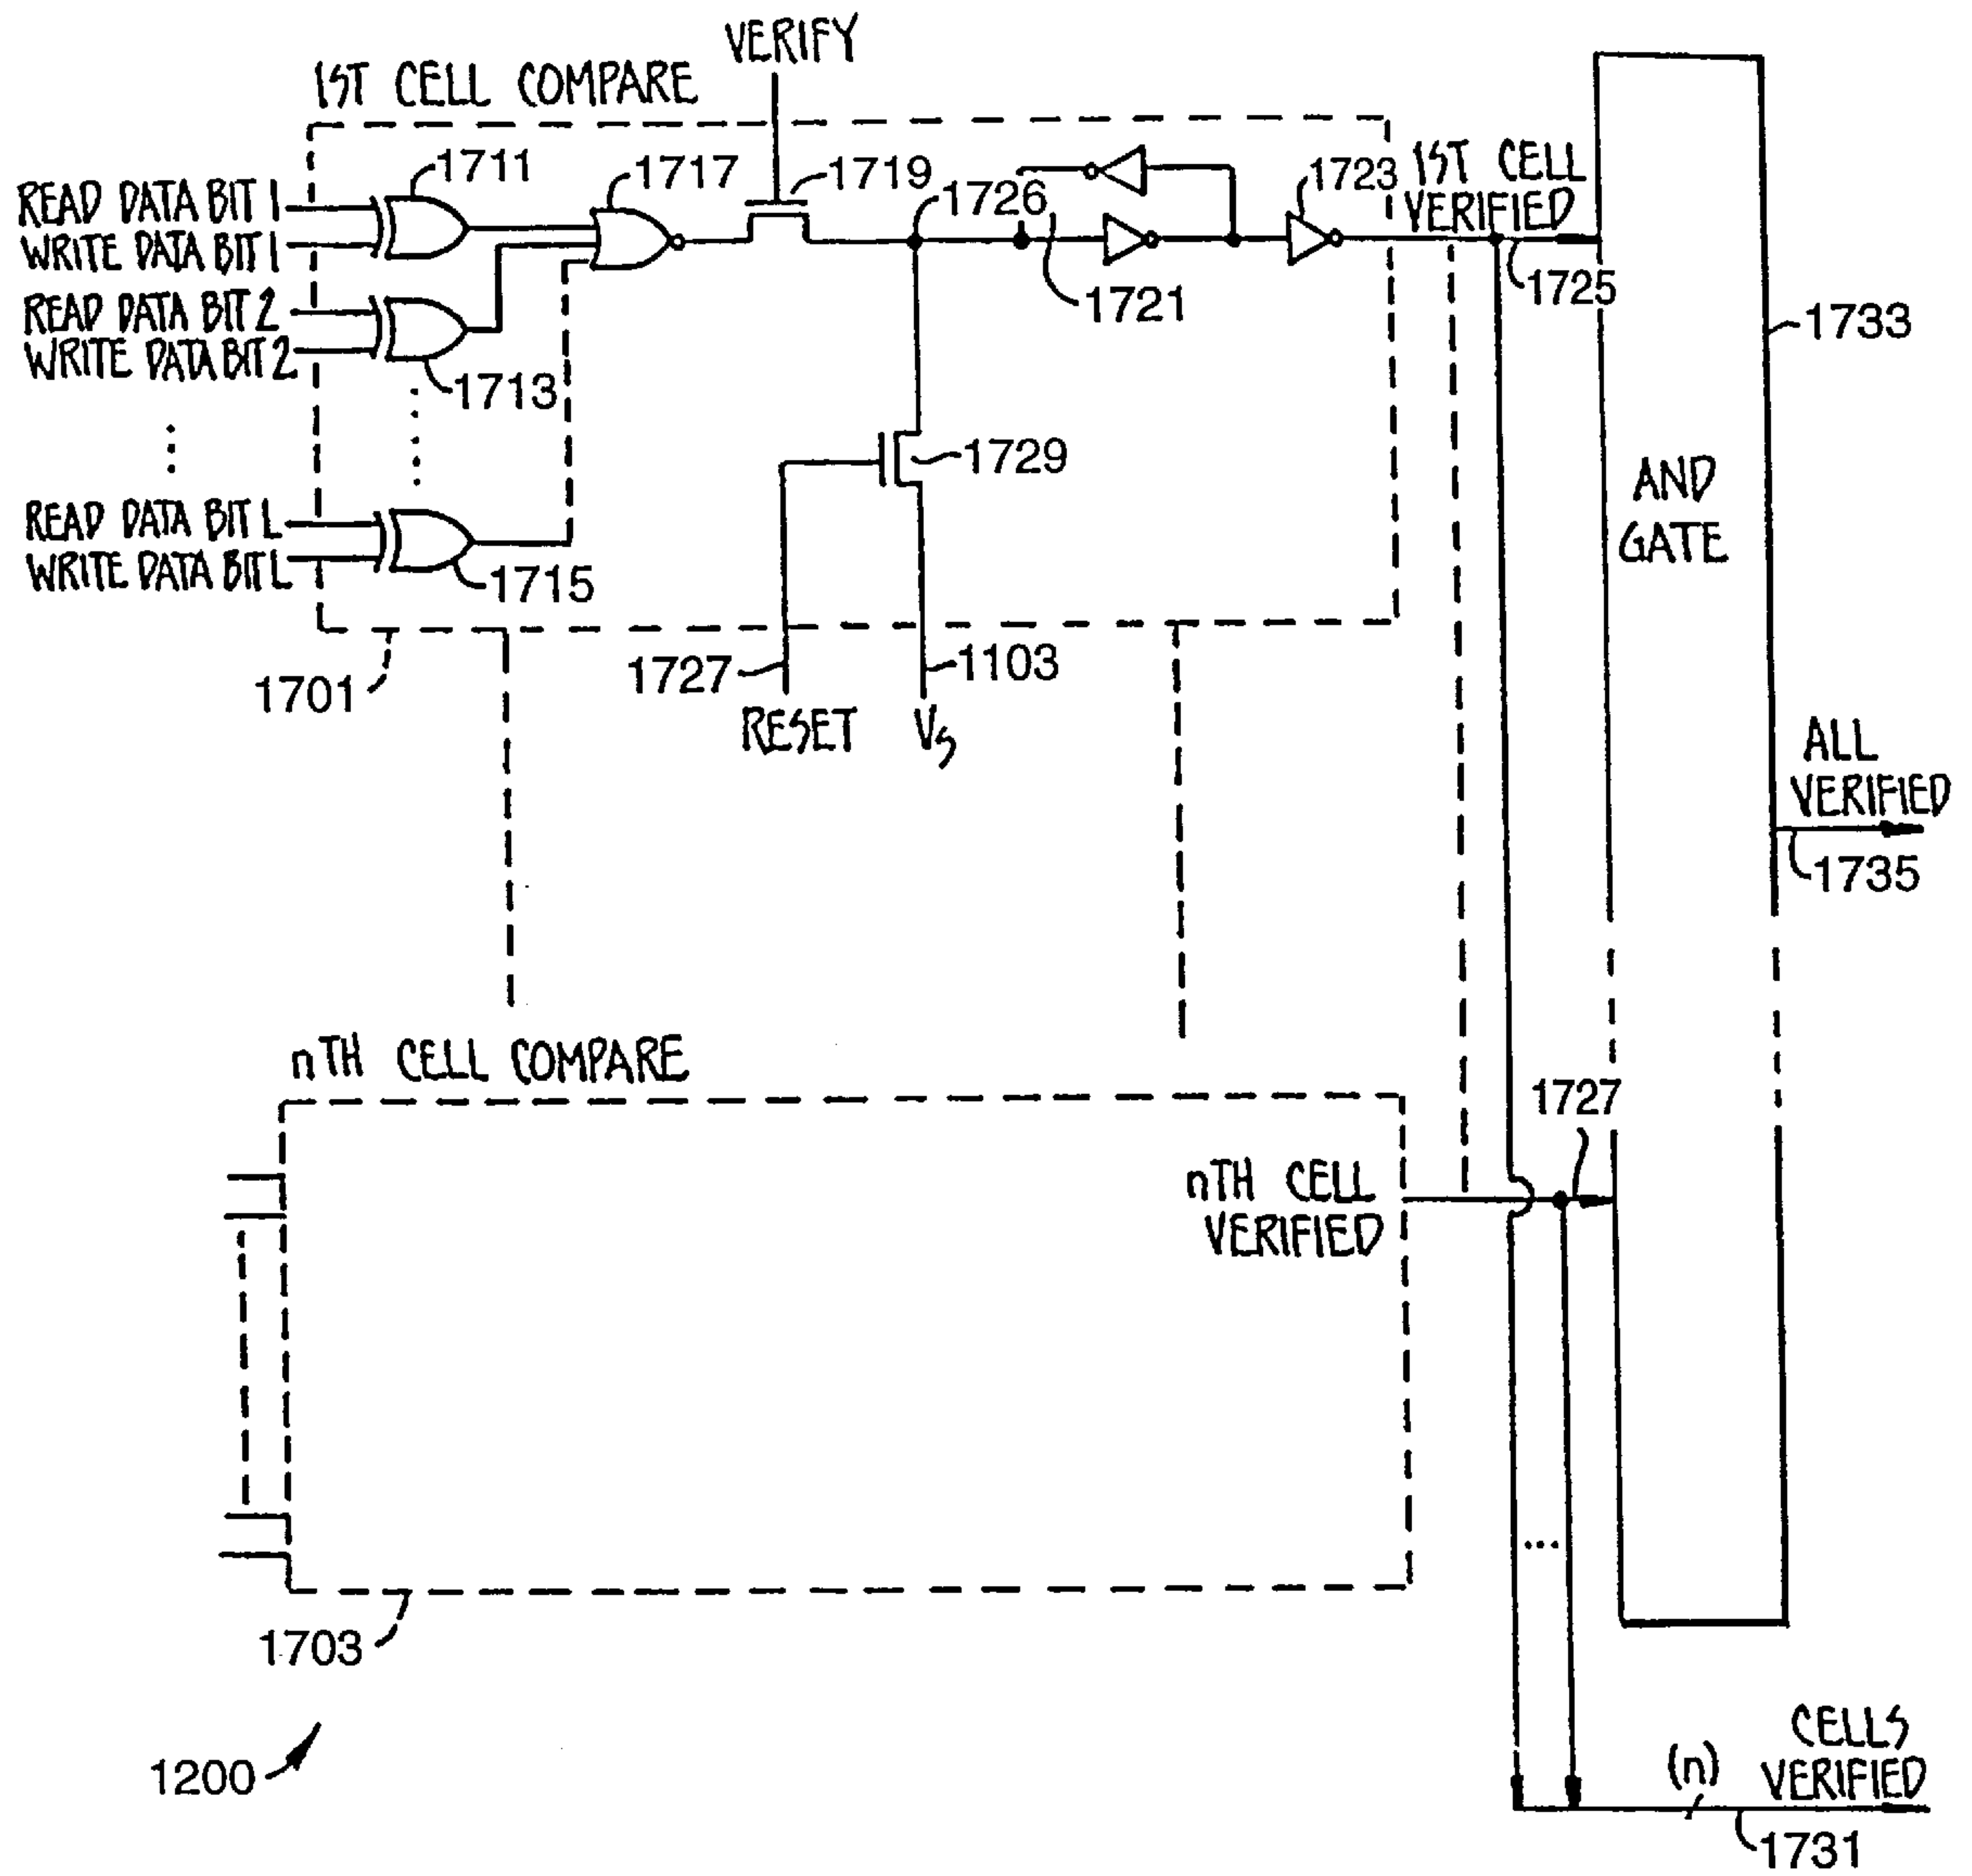 VERIFY
1ST CELL COMPARE
1711
1717
1719
1726
1723
1ST CELL
VERIFIED
READ DATA BIT 1
WRITE DATA BIT 1
1721
1725
READ DATA BIT 2
WRITE DATA BIT 2
1713
1733
1729
AND
GATE
READ DATA BIT L
WRITE DATA BIT L
1715
1701
1727
1103
RESET
VS
ALL
VERIFIED
1735
nTH CELL COMPARE
1727
nTH CELL
VERIFIED
1703
1200
(n)
CELLS
VERIFIED
1731